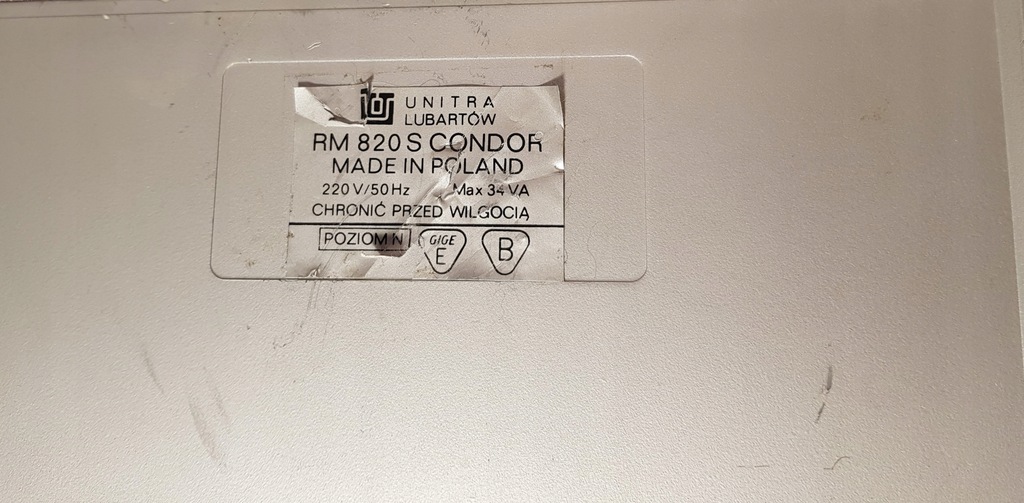 UNITRA
LUBARTÓW
RM 820 S CONDOR
MADE IN POLAND
220 V/50 Hz Max 34 VA
CHRONIĆ PRZED WILGOCIĄ
POZIOM N
GIGE
E
B